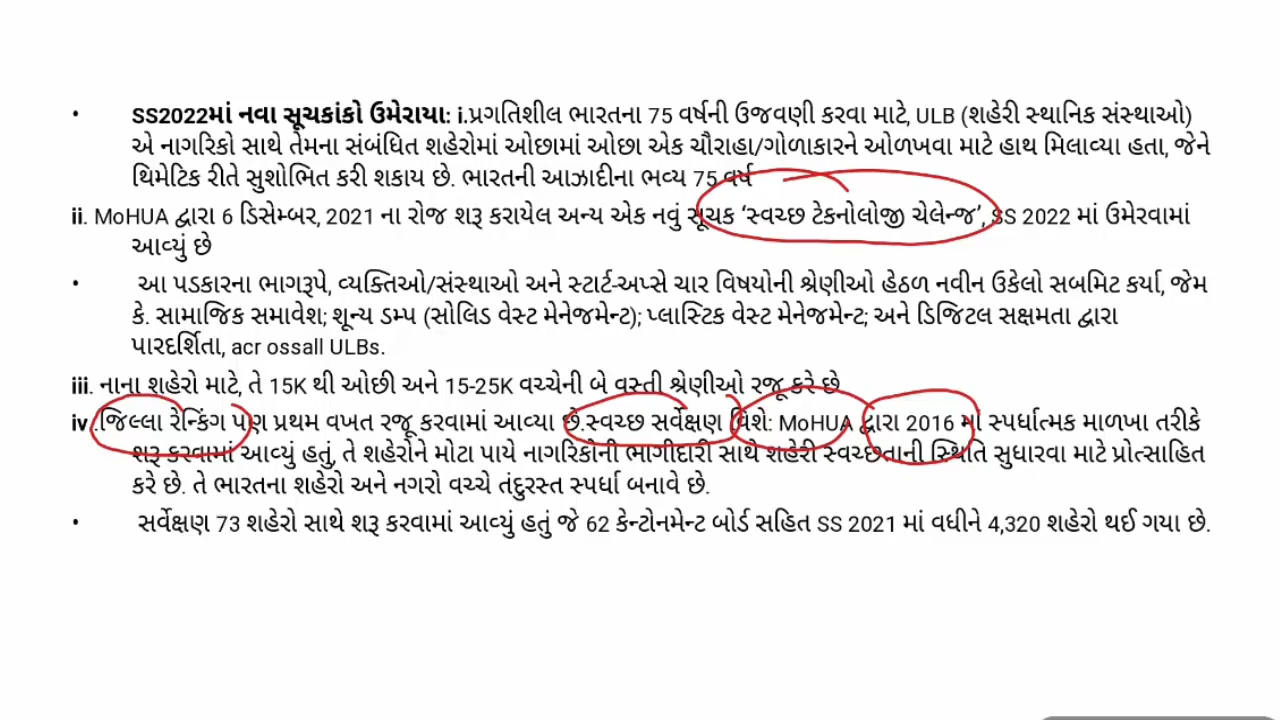 • SS2022માં નવા સૂચકાંકો ઉમેરાયા: i.પ્રગતિશીલ ભારતના 75 વર્ષની ઉજવણી કરવા માટે, ULB (શહેરી સ્થાનિક સંસ્થાઓ)
એ નાગરિકો સાથે તેમના સંબંધિત શહેરોમાં ઓછામાં ઓછા એક ચૌરાહા/ગોળાકારને ઓળખવા માટે હાથ મિલાવ્યા હતા, જેને
થિમેટિક રીતે સુશોભિત કરી શકાય છે. ભારતની આઝાદીના ભવ્ય 75 વર્ષ
ii. MoHUA દ્વારા 6 ડિસેમ્બર, 2021 ના રોજ શરૂ કરાયેલ અન્ય એક નવું સૂચક ‘સ્વચ્છ ટેકનોલોજી ચેલેન્જ’, SS 2022 માં ઉમેરવામાં
આવ્યું છે
• આ પડકારના ભાગરૂપે, વ્યક્તિઓ/સંસ્થાઓ અને સ્ટાર્ટ-અપ્સે ચાર વિષયોની શ્રેણીઓ હેઠળ નવીન ઉકેલો સબમિટ કર્યા, જેમ
કે. સામાજિક સમાવેશ; શૂન્ય ડમ્પ (સોલિડ વેસ્ટ મેનેજમેન્ટ); પ્લાસ્ટિક વેસ્ટ મેનેજમેન્ટ; અને ડિજિટલ સક્ષમતા દ્વારા
પારદર્શિતા, acr ossall ULBs.
iii. નાના શહેરો માટે, તે 15K થી ઓછી અને 15-25K વચ્ચેની બે વસ્તી શ્રેણીઓ રજૂ કરે છે
iv .જિલ્લા રેન્કિંગ પણ પ્રથમ વખત રજૂ કરવામાં આવ્યા છે.સ્વચ્છ સર્વેક્ષણ વિશે: MoHUA દ્વારા 2016 માં સ્પર્ધાત્મક માળખા તરીકે
શરૂ કરવામાં આવ્યું હતું, તે શહેરોને મોટા પાયે નાગરિકોની ભાગીદારી સાથે શહેરી સ્વચ્છતાની સ્થિતિ સુધારવા માટે પ્રોત્સાહિત
કરે છે. તે ભારતના શહેરો અને નગરો વચ્ચે તંદુરસ્ત સ્પર્ધા બનાવે છે.
• સર્વેક્ષણ 73 શહેરો સાથે શરૂ કરવામાં આવ્યું હતું જે 62 કેન્ટોનમેન્ટ બોર્ડ સહિત SS 2021 માં વધીને 4,320 શહેરો થઈ ગયા છે.